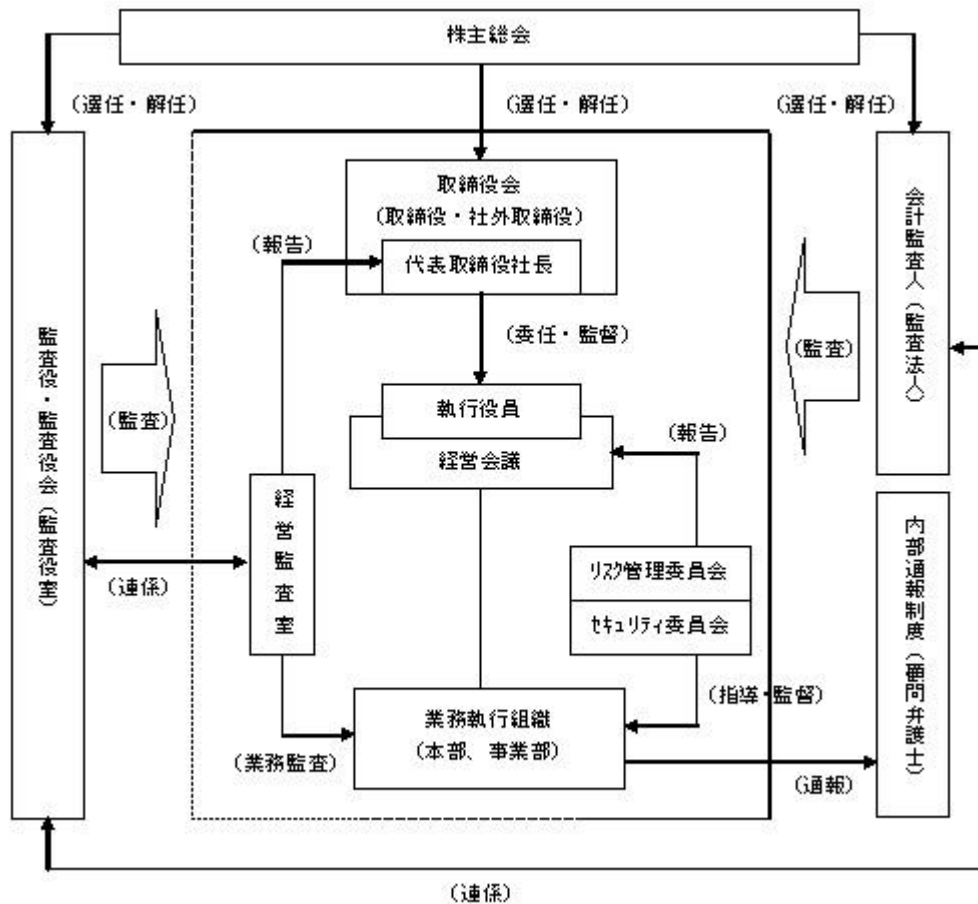 株主総会
(選任・解任)
(選任・解任)
(選任・解任)
取締役会
(取締役・社外取締役)
(報告)
代表取締役社長
会計監査人(監査法人)
(委任・監督)
監査役・監査役会(監査役室)
(監査)
(監査)
執行役員
(報告)
経営会議
経営監査室
内部通報制度(顧問弁護士)
リスク管理委員会
(連係)
セキュリティ委員会
(指導・監督)
業務執行組織
(本部、事業部)
(業務監査)
(通報)
(連係)